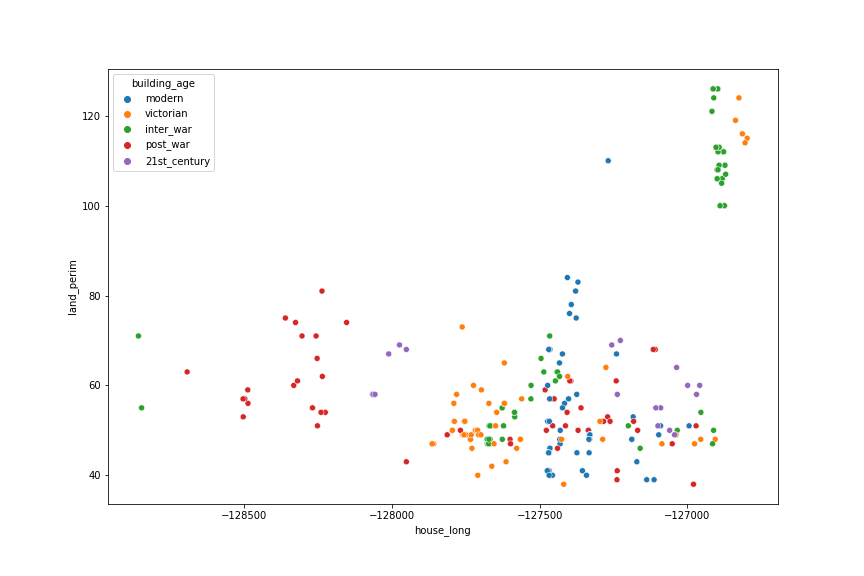 building_age
modern
victorian
inter_war
post_war
21st_century
120
100
80
60
40
land_perim
−128500
−128000
−127500
−127000
house_long